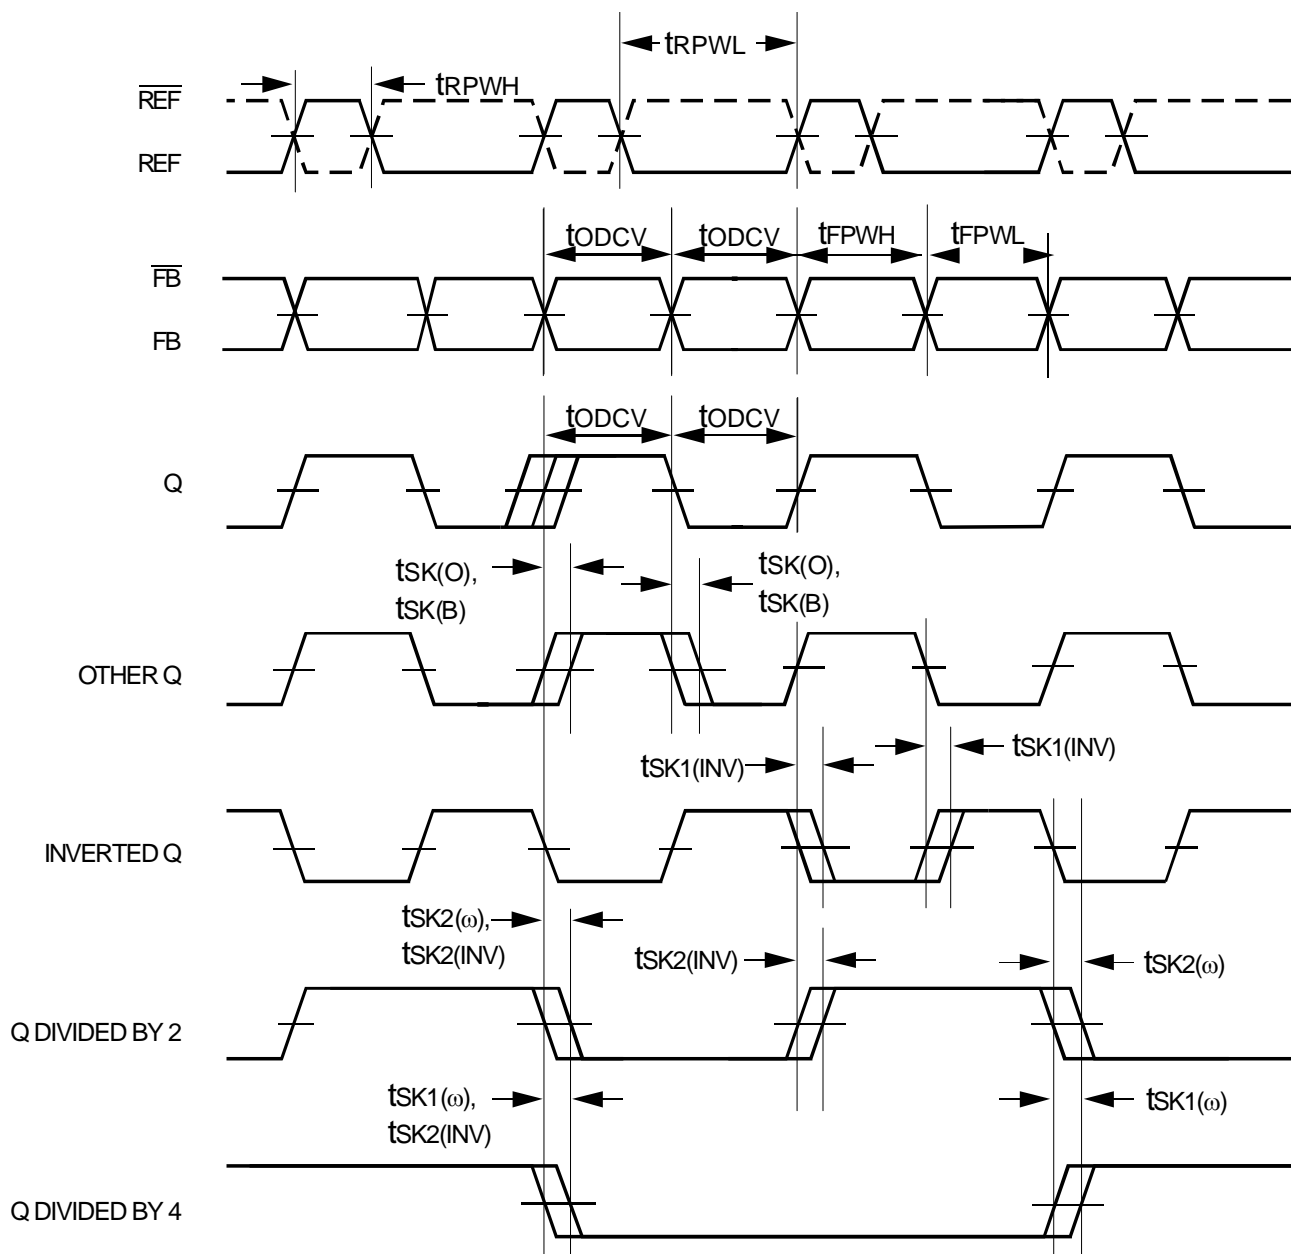 tRPWL
tRPWH
REF
REF
tODCV tODCV tFPWH tFPWL
FB
FB
tODCV tODCV
Q
tSK(O),
tSK(B)
tSK(O),
tSK(B)
OTHER Q
tSK1(INV)
tSK1(INV)
INVERTED Q
tSK2(ω),
tSK2(INV)
tSK2(INV)
tSK2(ω)
Q DIVIDED BY 2
tSK1(ω),
tSK2(INV)
tSK1(ω)
Q DIVIDED BY 4